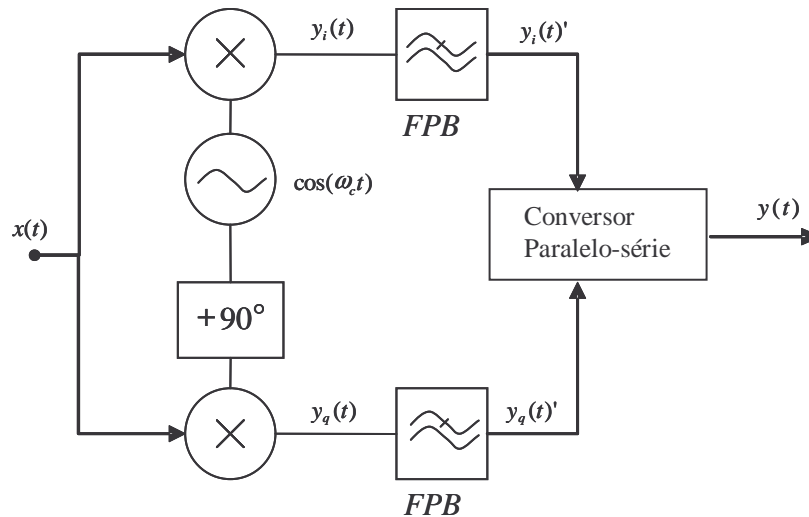 y_i(t)
y_i(t)'
FPB
cos(ω_c t)
x(t)
Conversor
Paralelo-série
y(t)
+90°
y_q(t)
y_q(t)'
FPB